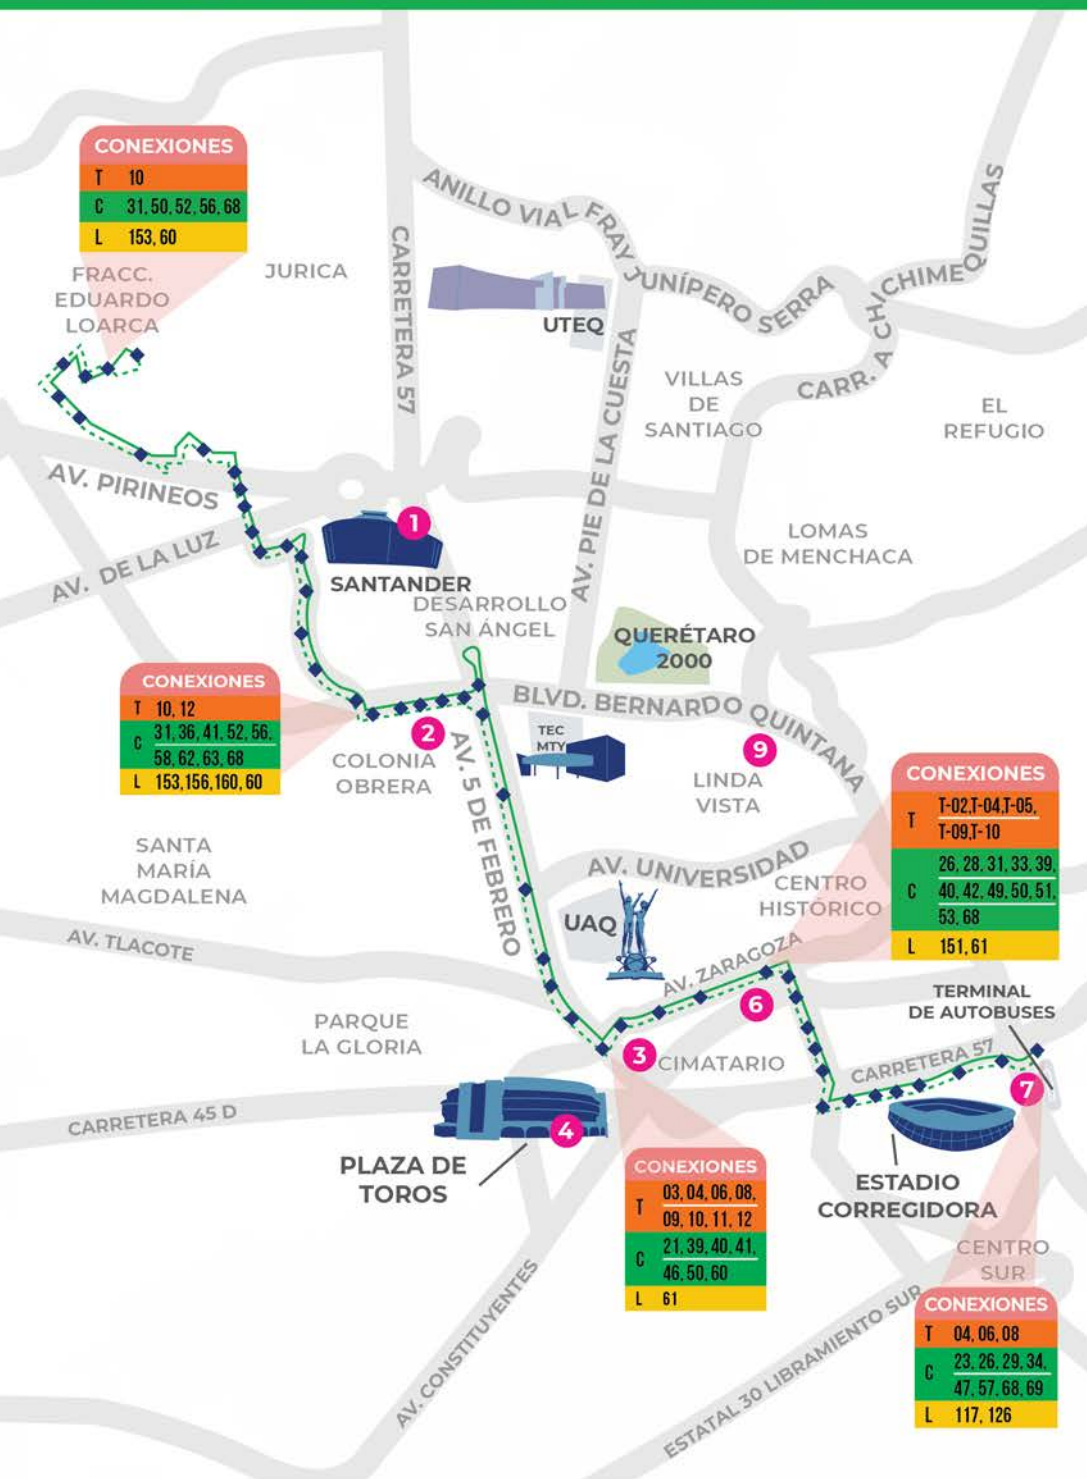 CONEXIONES
T 10
C 31, 50, 52, 56, 68
L 153, 60
FRACC.
EDUARDO
LOARCA
JURICA
CARRETERA 57
ANILLO VIAL FRAY JUNÍPERO SERRA
UTEQ
CARR. A CHICHIMEQUILLAS
VILLAS
DE
SANTIAGO
EL
REFUGIO
AV. PIRINEOS
AV. DE LA LUZ
1
SANTANDER
AV. PIE DE LA CUESTA
LOMAS
DE MENCHACA
DESARROLLO
SAN ÁNGEL
QUERÉTARO
2000
CONEXIONES
T 10, 12
C 31, 36, 41, 52, 56,
58, 62, 63, 68
L 153,156,160, 60
BLVD. BERNARDO QUINTANA
2
COLONIA
OBRERA
AV. 5 DE FEBRERO
TEC
MTY
9
LINDA
VISTA
CONEXIONES
T T-02,T-04,T-05,
T-09,T-10
C 26, 28, 31, 33, 39,
40, 42, 49, 50, 51,
53, 68
L 151, 61
SANTA
MARÍA
MAGDALENA
AV. UNIVERSIDAD
CENTRO
HISTÓRICO
UAQ
AV. TLACOTE
AV. ZARAGOZA
6
TERMINAL
DE AUTOBUSES
PARQUE
LA GLORIA
3
CIMATARIO
CARRETERA 57
7
CARRETERA 45 D
4
PLAZA DE
TOROS
ESTADIO
CORREGIDORA
CONEXIONES
T 03, 04, 06, 08,
09, 10, 11, 12
C 21, 39, 40, 41,
46, 50, 60
L 61
CENTRO
SUR
AV. CONSTITUYENTES
ESTATAL 30 LIBRAMIENTO SUR
CONEXIONES
T 04, 06, 08
C 23, 26, 29, 34,
47, 57, 68, 69
L 117, 126